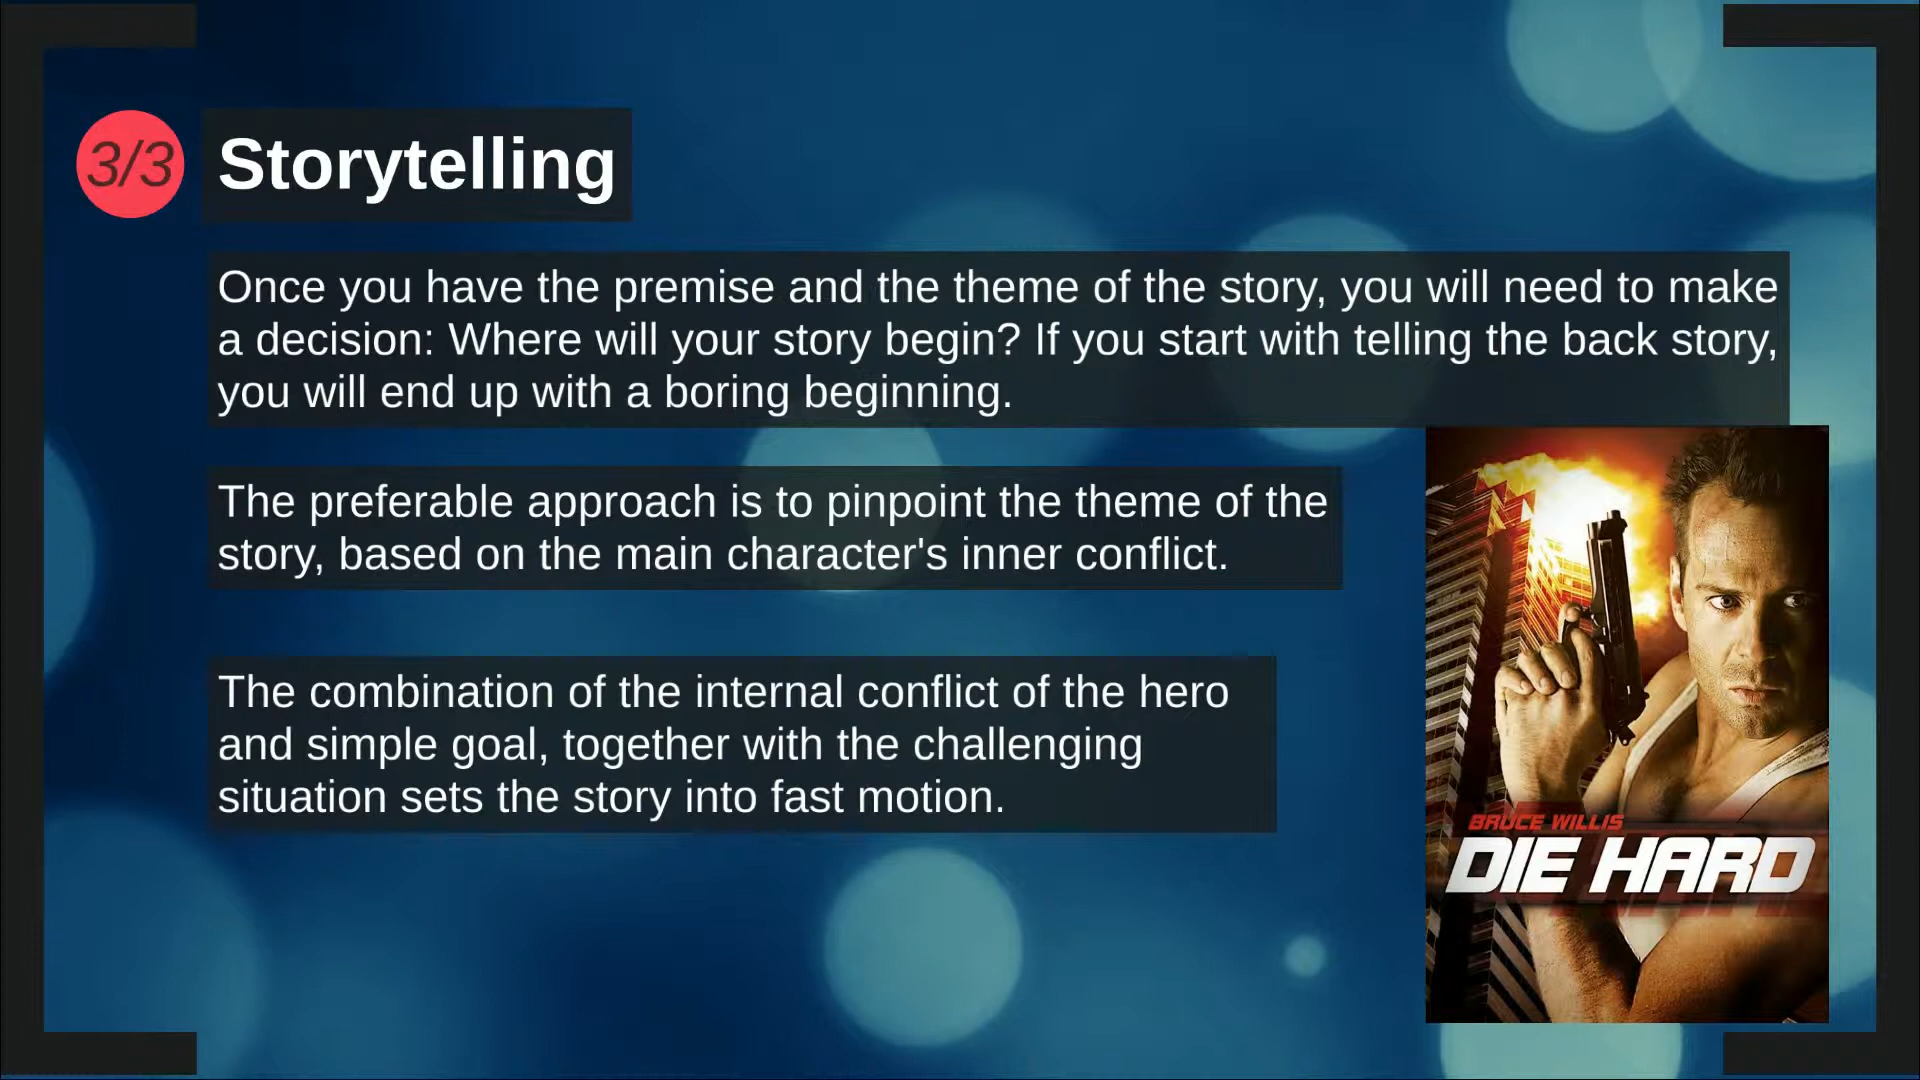 3/3
Storytelling
Once you have the premise and the theme of the story, you will need to make
a decision: Where will your story begin? If you start with telling the back story,
you will end up with a boring beginning.
The preferable approach is to pinpoint the theme of the
story, based on the main character's inner conflict.
The combination of the internal conflict of the hero
and simple goal, together with the challenging
situation sets the story into fast motion.
BRUCE WILLIS
DIE HARD